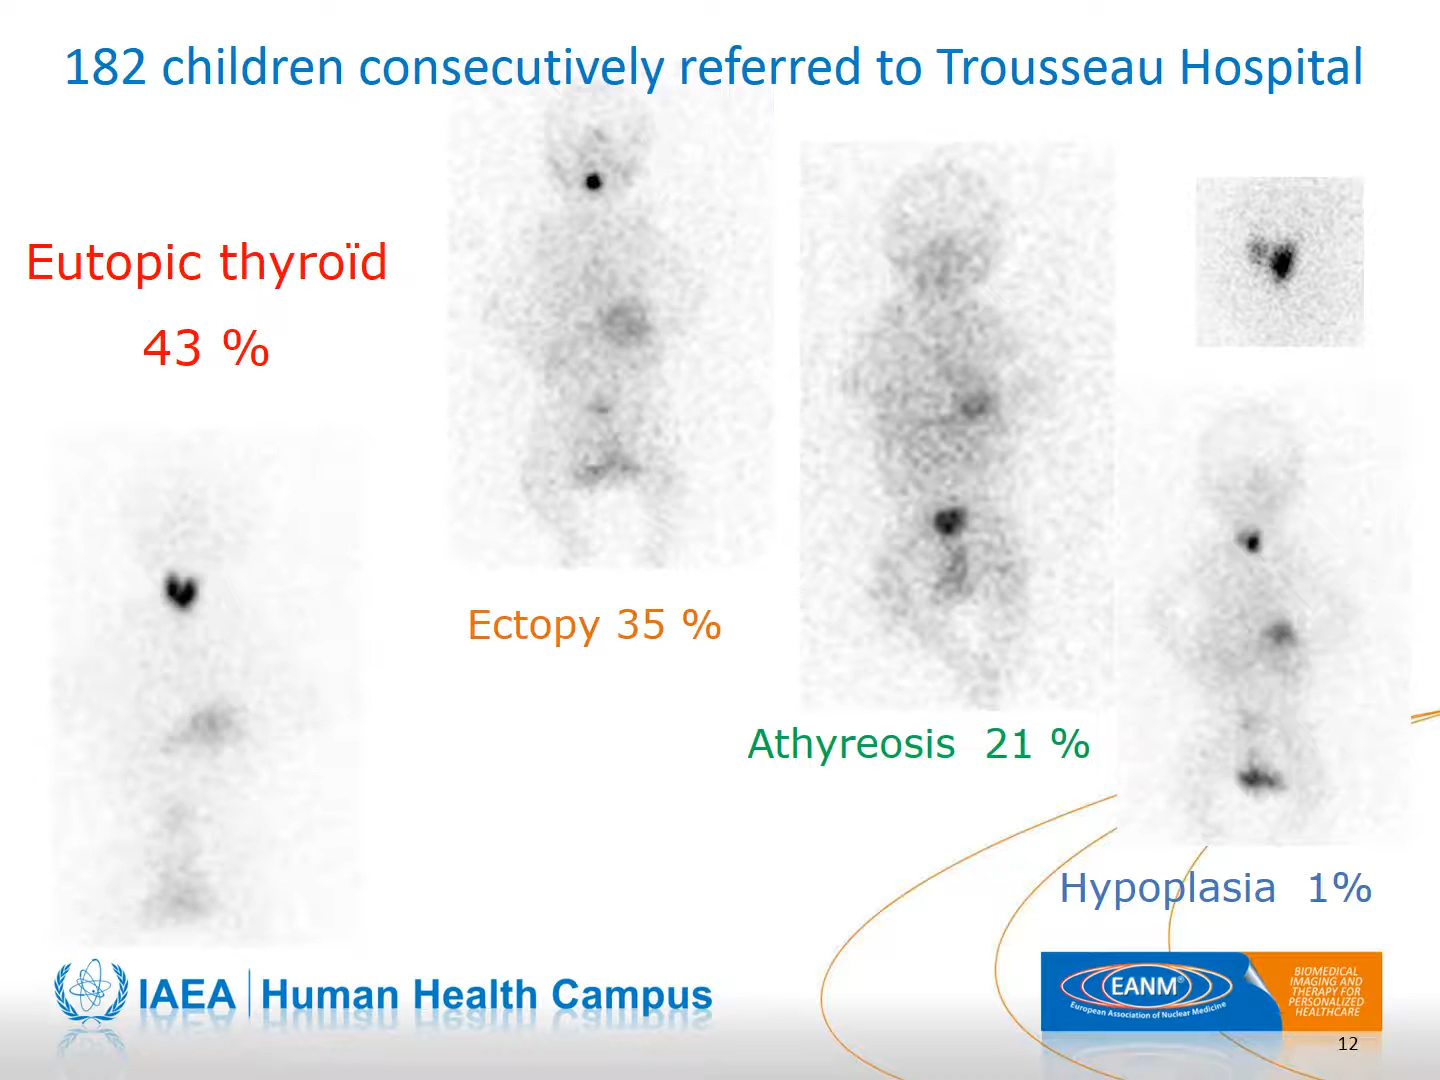 182 children consecutively referred to Trousseau Hospital
Eutopic thyroïd
43 %
Ectopy 35 %
Athyreosis 21 %
Hypoplasia 1%
IAEA | Human Health Campus
EANM®
European Association of Nuclear Medicine
BIOMEDICAL
IMAGING AND
THERAPY FOR
PERSONALIZED
HEALTHCARE
12